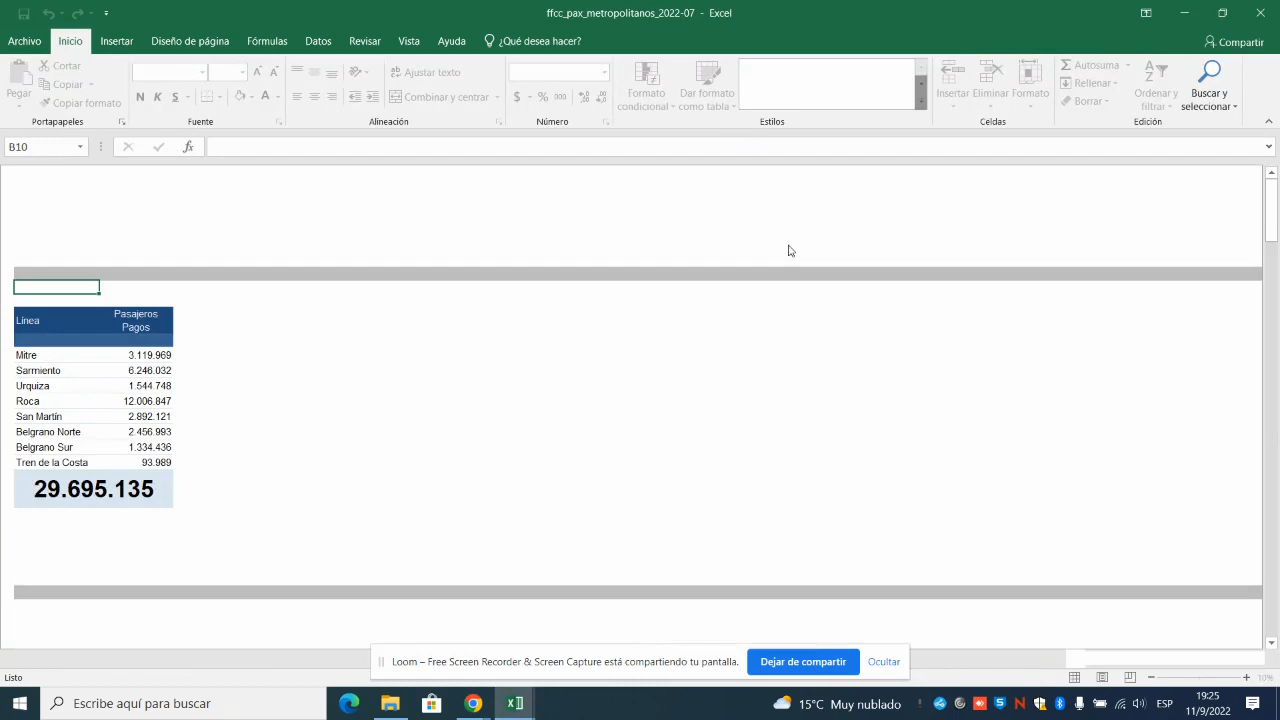 ffcc_pax_metropolitanos_2022-07 - Excel
Archivo Inicio Insertar Diseño de página Fórmulas Datos Revisar Vista Ayuda ¿Qué desea hacer? Compartir
Pegar
Cortar
Copiar
Copiar formato
Portapapeles
N K S
Fuente
Ajustar texto
Combinar y centrar
Alineación
$ % 000
Número
Formato condicional
Dar formato como tabla
Estilos
Insertar Eliminar Formato
Celdas
Autosuma
Rellenar
Borrar
Ordenar y filtrar
Buscar y seleccionar
Edición
B10 fx
Línea Pasajeros Pagos
Mitre 3.119.969
Sarmiento 6.246.032
Urquiza 1.544.748
Roca 12.006.847
San Martín 2.892.121
Belgrano Norte 2.456.993
Belgrano Sur 1.334.436
Tren de la Costa 93.989
29.695.135
Loom – Free Screen Recorder & Screen Capture está compartiendo tu pantalla. Dejar de compartir Ocultar
Listo 10%
Escribe aquí para buscar 15°C Muy nublado ESP 19:25
11/9/2022